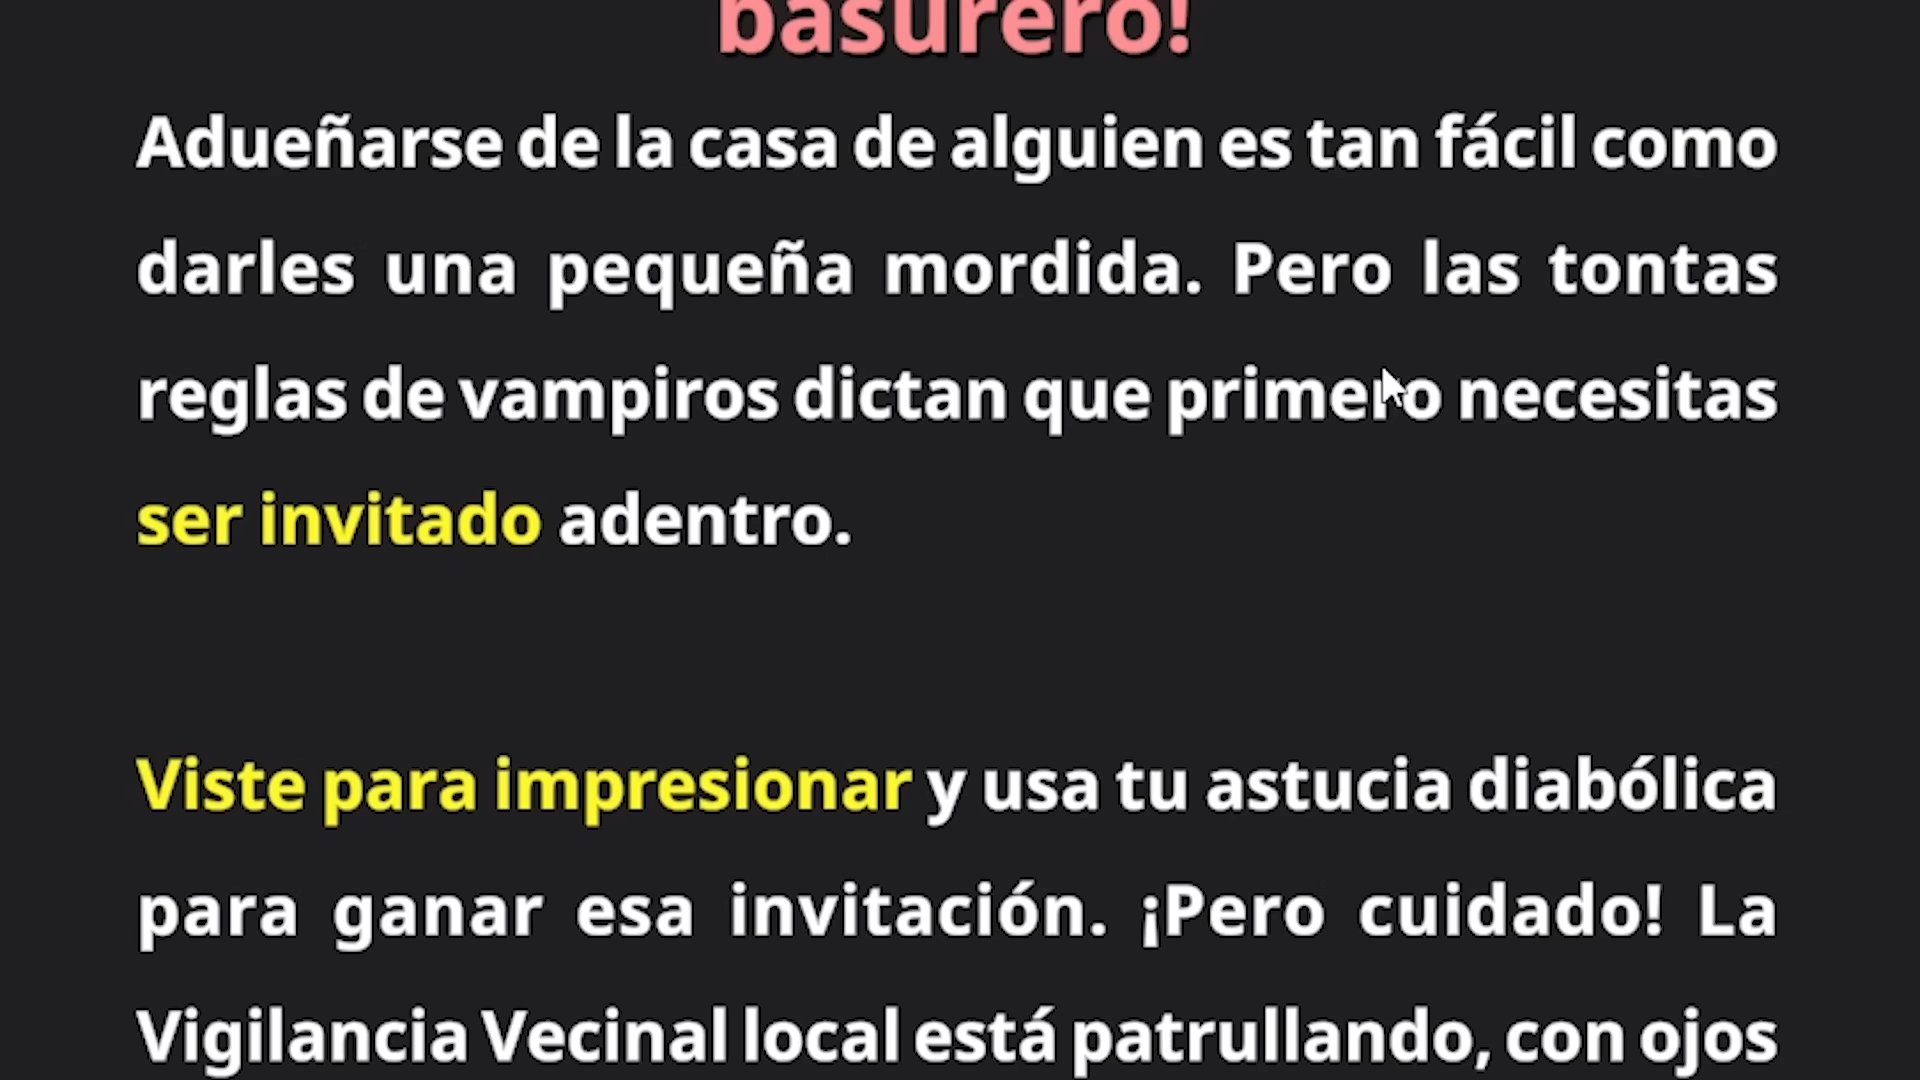 basurero!
Adueñarse de la casa de alguien es tan fácil como
darles una pequeña mordida. Pero las tontas
reglas de vampiros dictan que primero necesitas
ser invitado adentro.
Viste para impresionar y usa tu astucia diabólica
para ganar esa invitación. ¡Pero cuidado! La
Vigilancia Vecinal local está patrullando, con ojos